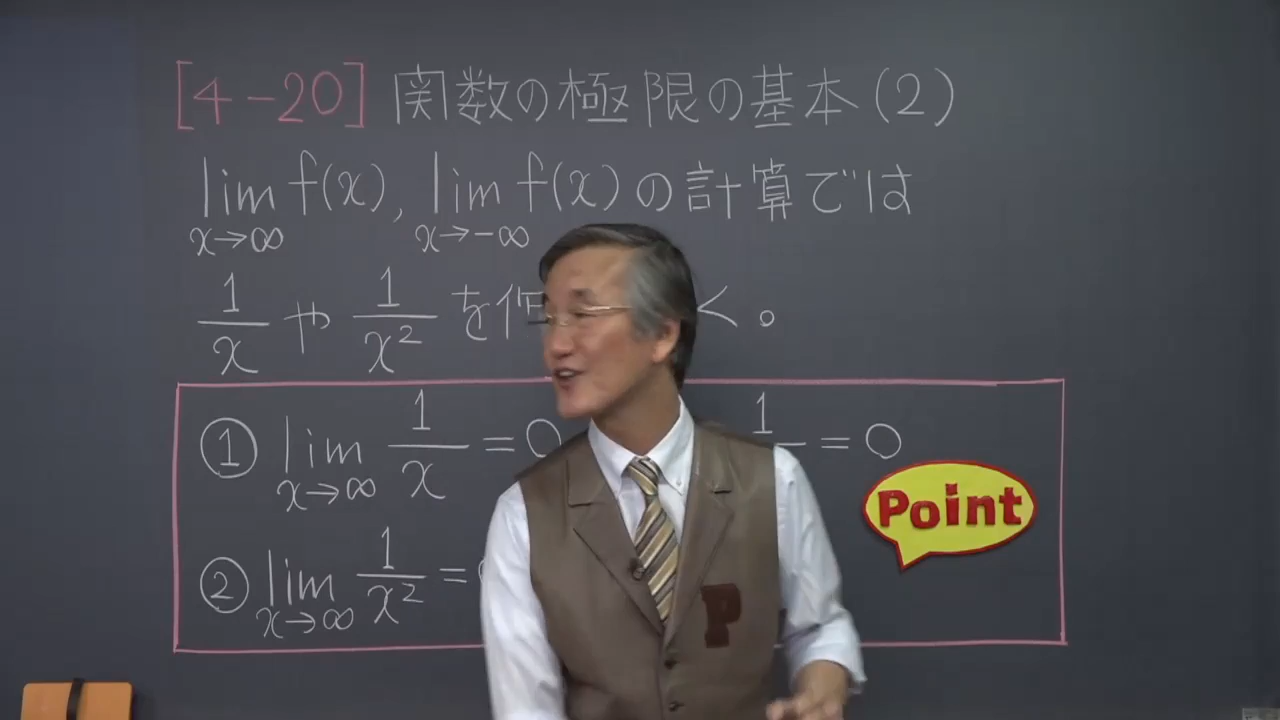 [4-20] 関数の極限の基本(2)
lim f(x), lim f(x) の計算では
x→∞ x→-∞
1/x や 1/x² を く。
① lim 1/x = 0 1 = 0
x→∞
Point
② lim 1/x² =
x→∞
P